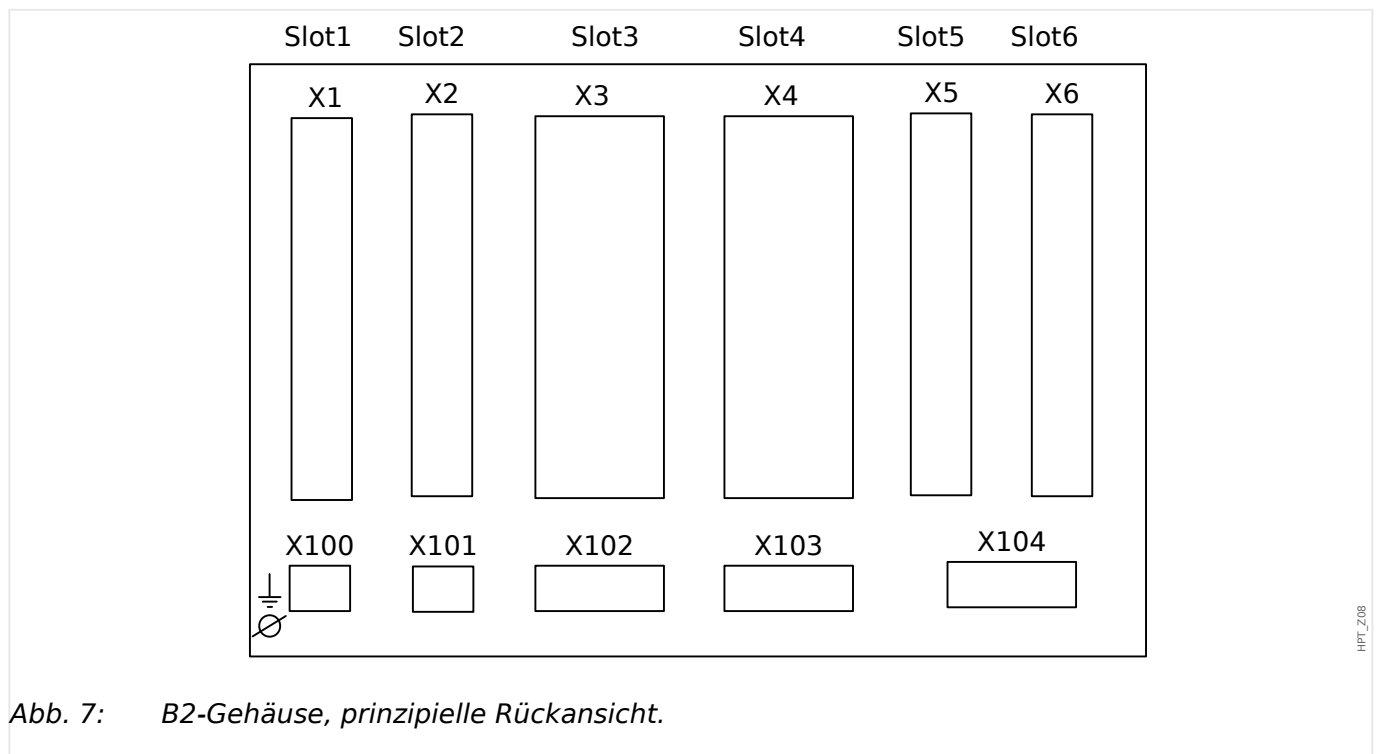 Slot1 Slot2 Slot3 Slot4 Slot5 Slot6
X1 X2 X3 X4 X5 X6
X100 X101 X102 X103 X104
HPT_Z08
Abb. 7: B2-Gehäuse, prinzipielle Rückansicht.